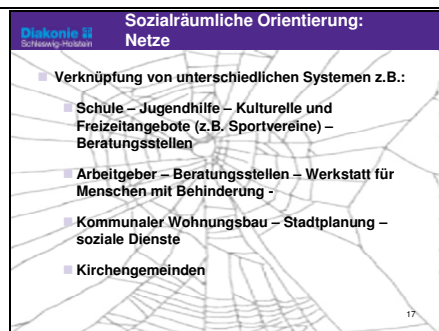 Diakonie
Schleswig-Holstein
Sozialräumliche Orientierung:
Netze
Verknüpfung von unterschiedlichen Systemen z.B.:
Schule – Jugendhilfe – Kulturelle und
Freizeitangebote (z.B. Sportvereine) –
Beratungsstellen
Arbeitgeber – Beratungsstellen – Werkstatt für
Menschen mit Behinderung -
Kommunaler Wohnungsbau – Stadtplanung –
soziale Dienste
Kirchengemeinden
17